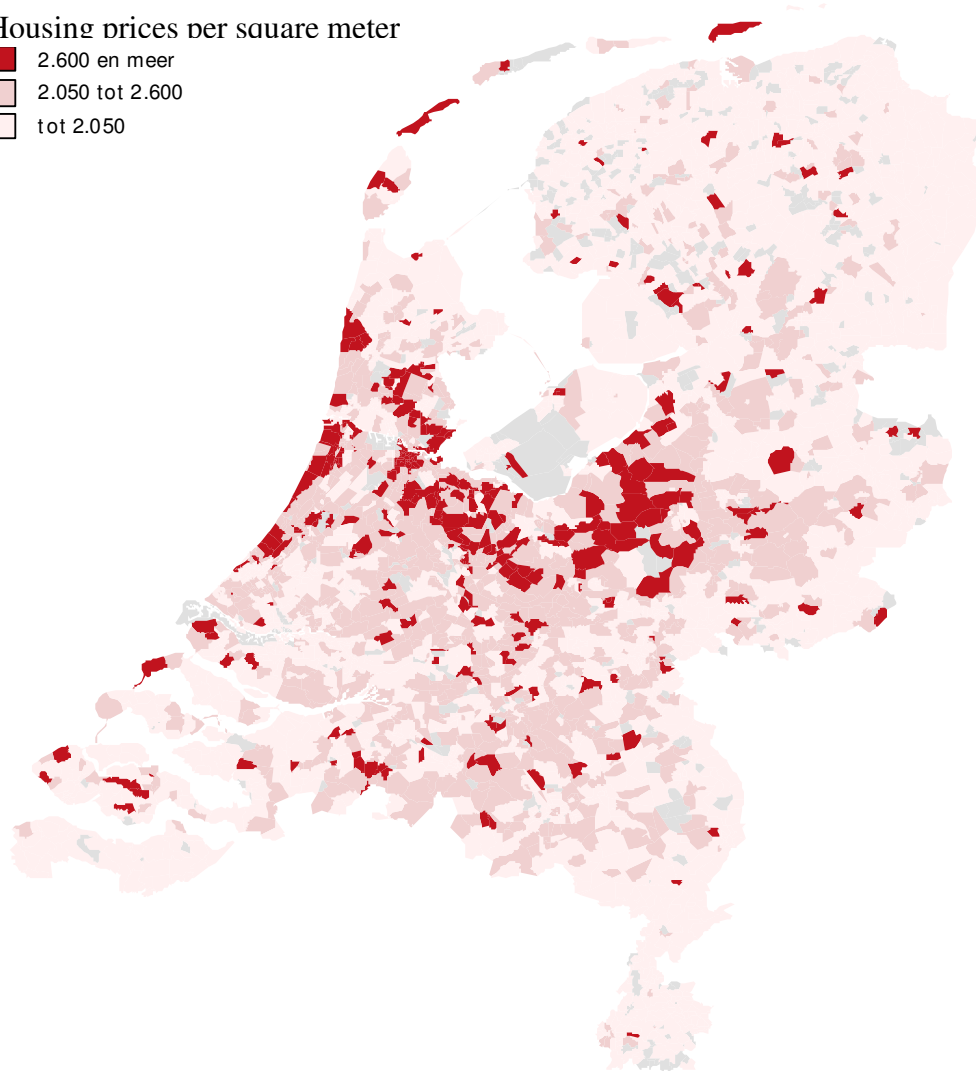 Housing prices per square meter
2.600 en meer
2.050 tot 2.600
tot 2.050